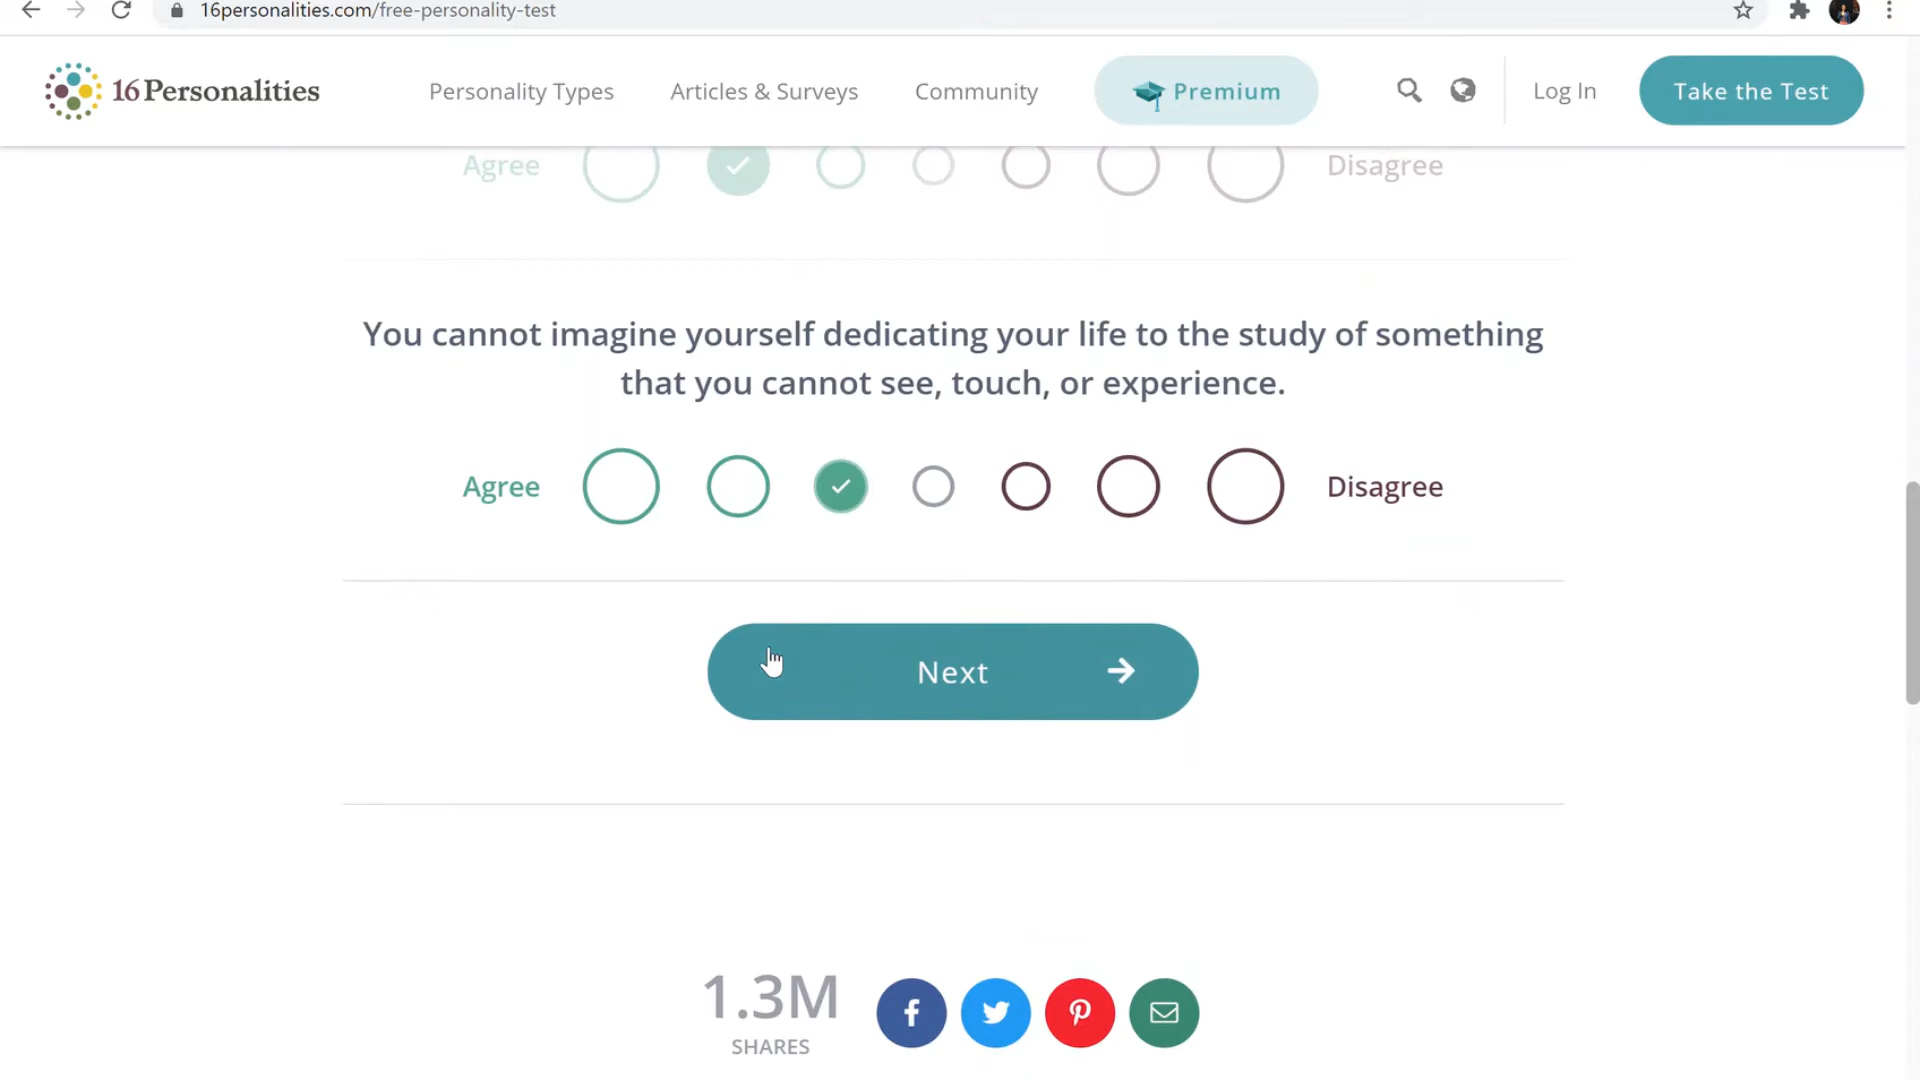 16personalities.com/free-personality-test
16Personalities
Personality Types
Articles & Surveys
Community
Premium
Log In
Take the Test
Agree
Disagree
You cannot imagine yourself dedicating your life to the study of something
that you cannot see, touch, or experience.
Agree
Disagree
Next
1.3M
SHARES